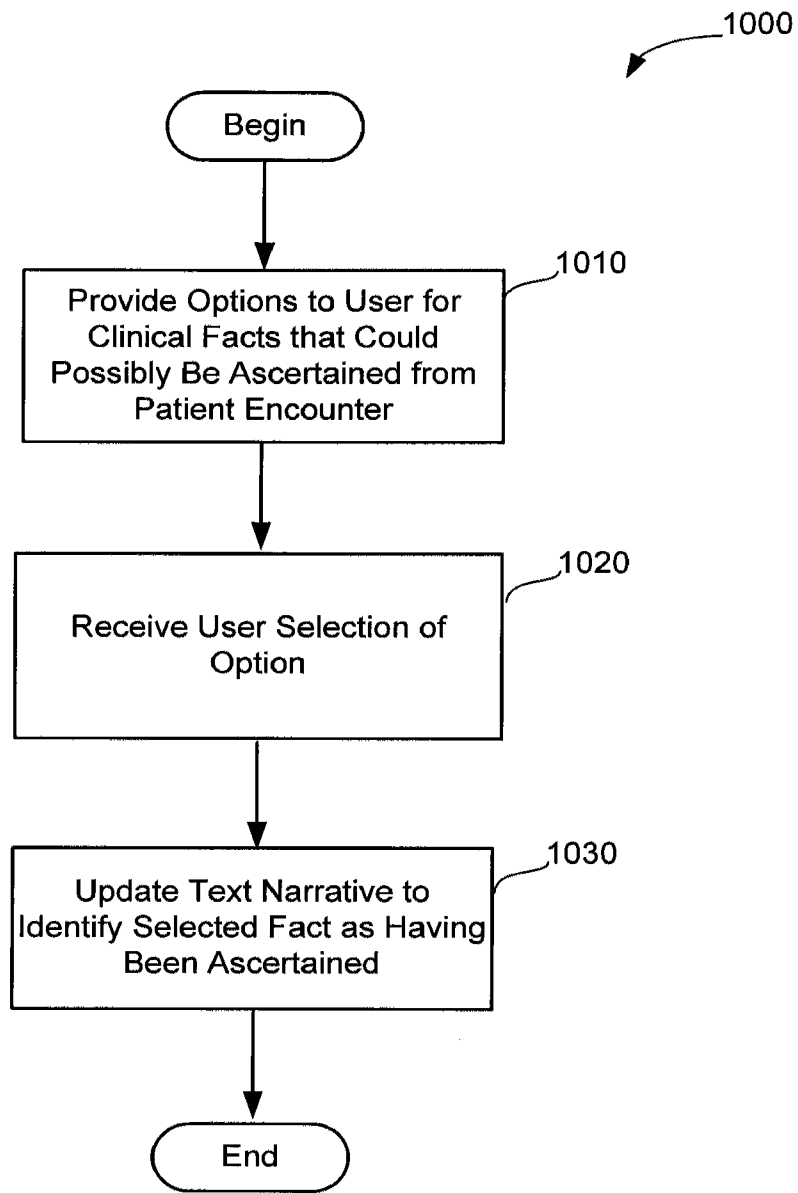 1000
Begin
1010
Provide Options to User for
Clinical Facts that Could
Possibly Be Ascertained from
Patient Encounter
1020
Receive User Selection of
Option
1030
Update Text Narrative to
Identify Selected Fact as Having
Been Ascertained
End